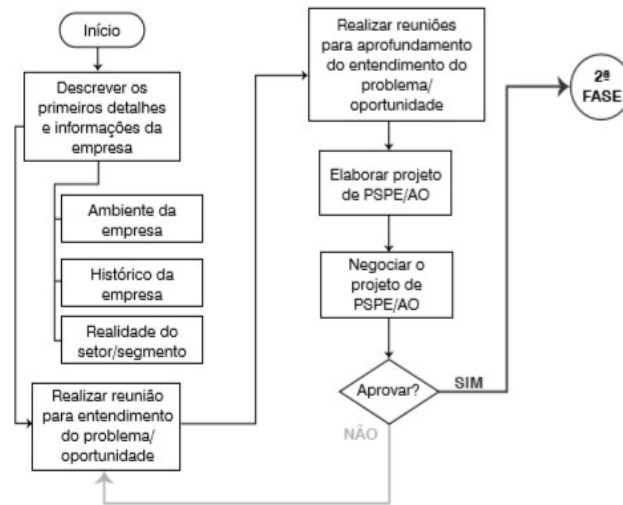 Início
Descrever os
primeiros detalhes
e informações da
empresa
Ambiente da
empresa
Histórico da
empresa
Realidade do
setor/segmento
Realizar reunião
para entendimento
do problema/
oportunidade
Realizar reuniões
para aprofundamento
do entendimento do
problema/
oportunidade
Elaborar projeto
de PSPE/AO
Negociar o
projeto de
PSPE/AO
Aprovar?
SIM
NÃO
2ª
FASE